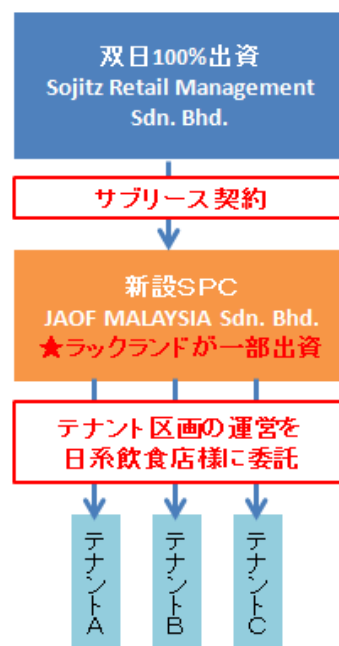 双日100%出資
Sojitz Retail Management
Sdn. Bhd.
サブリース契約
新設SPC
JAOF MALAYSIA Sdn. Bhd.
★ラックランドが一部出資
テナント区画の運営を
日系飲食店様に委託
テナントA
テナントB
テナントC